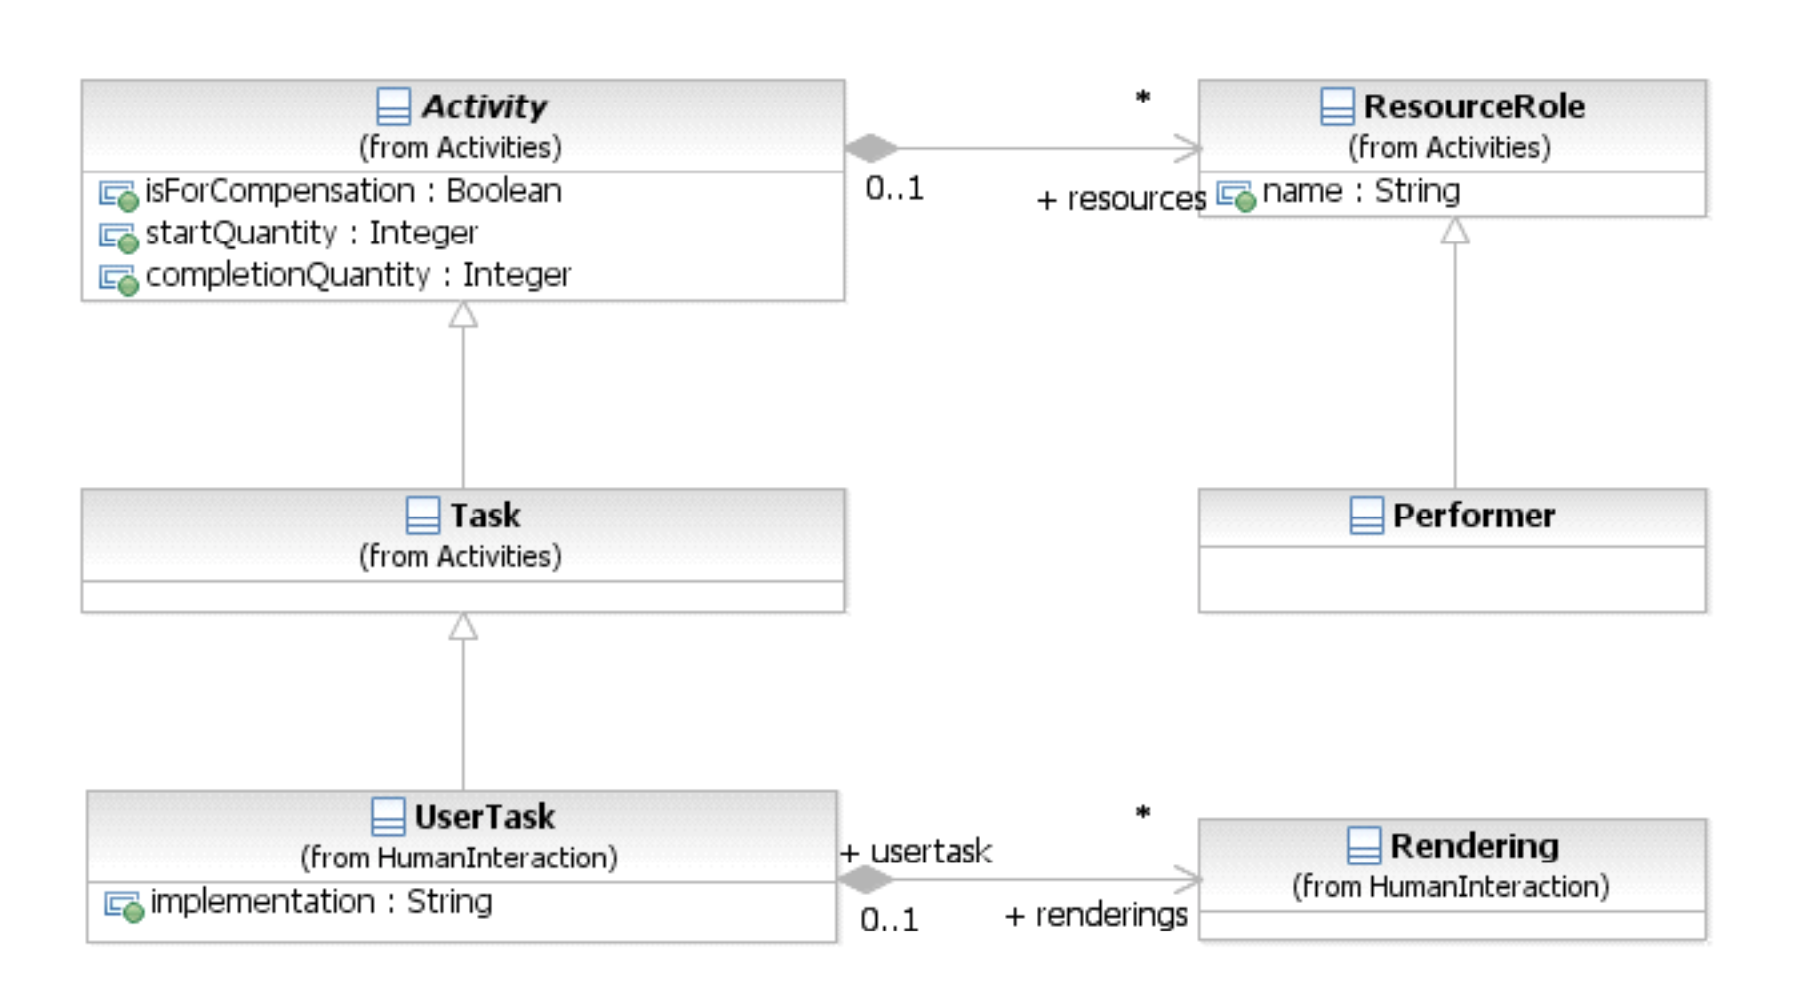 Activity
(from Activities)
isForCompensation : Boolean
startQuantity : Integer
completionQuantity : Integer
0..1
*
+ resources
ResourceRole
(from Activities)
name : String
Task
(from Activities)
Performer
UserTask
(from HumanInteraction)
implementation : String
+ usertask
0..1
*
+ renderings
Rendering
(from HumanInteraction)